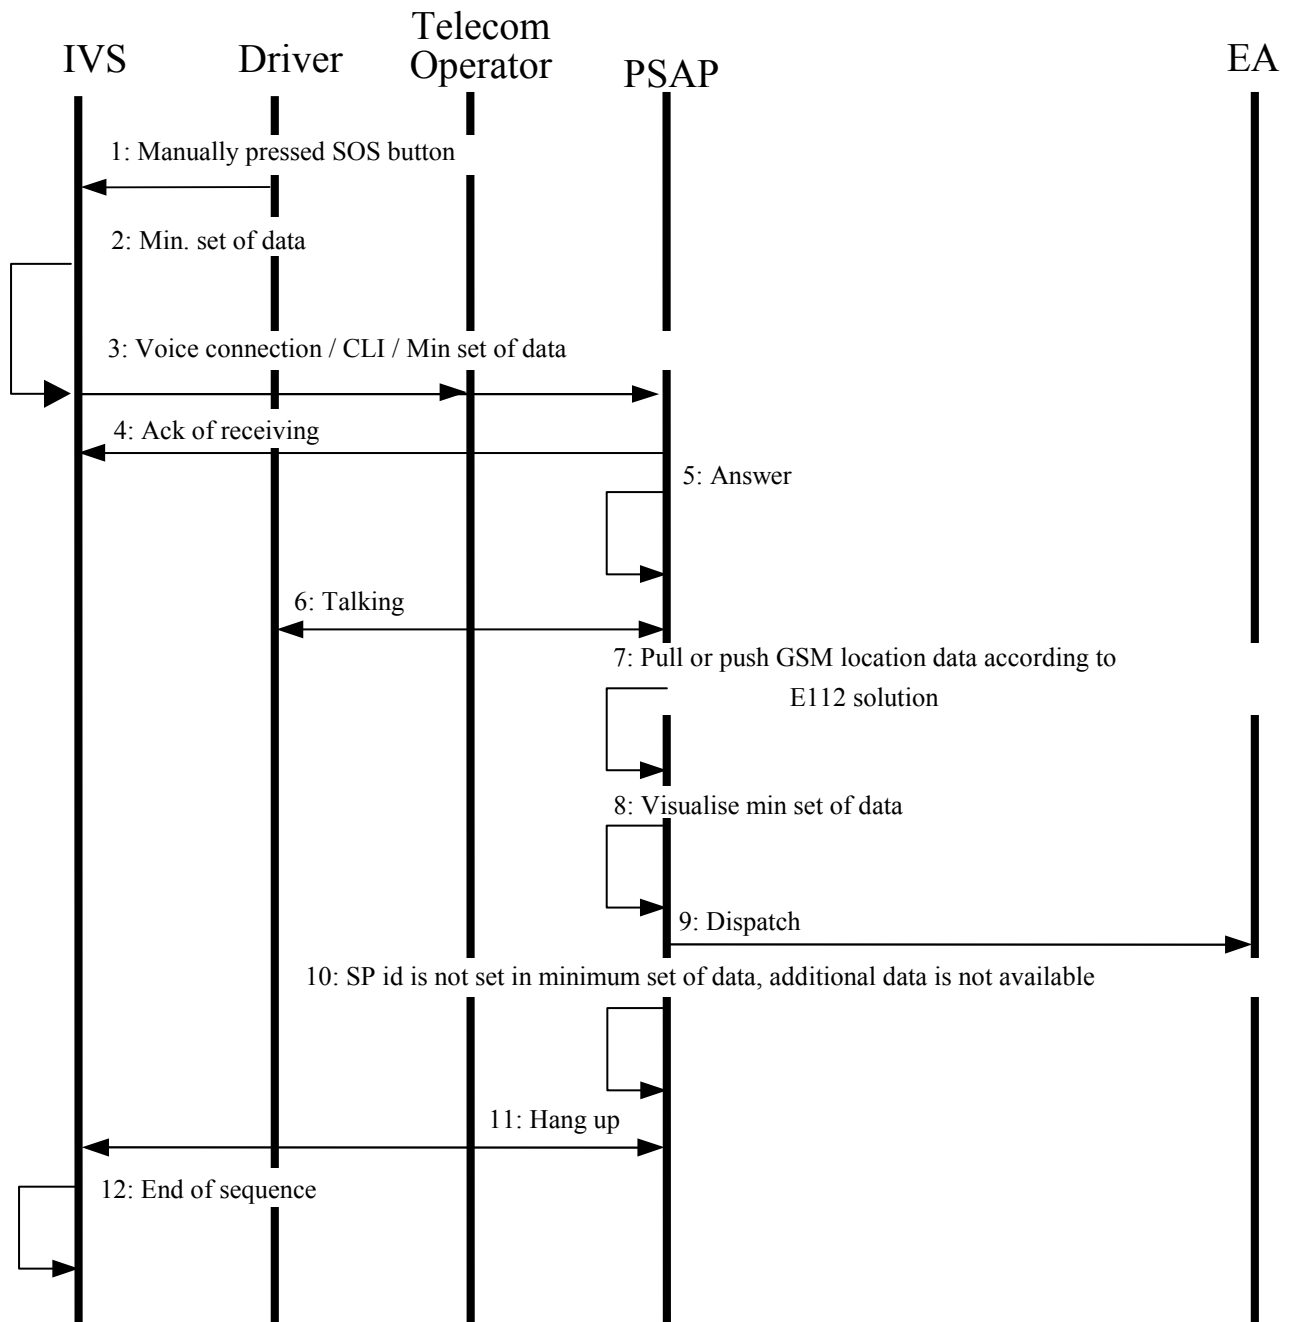 IVS
Driver
Telecom
Operator
PSAP
EA
1: Manually pressed SOS button
2: Min. set of data
3: Voice connection / CLI / Min set of data
4: Ack of receiving
5: Answer
6: Talking
7: Pull or push GSM location data according to
E112 solution
8: Visualise min set of data
9: Dispatch
10: SP id is not set in minimum set of data, additional data is not available
11: Hang up
12: End of sequence